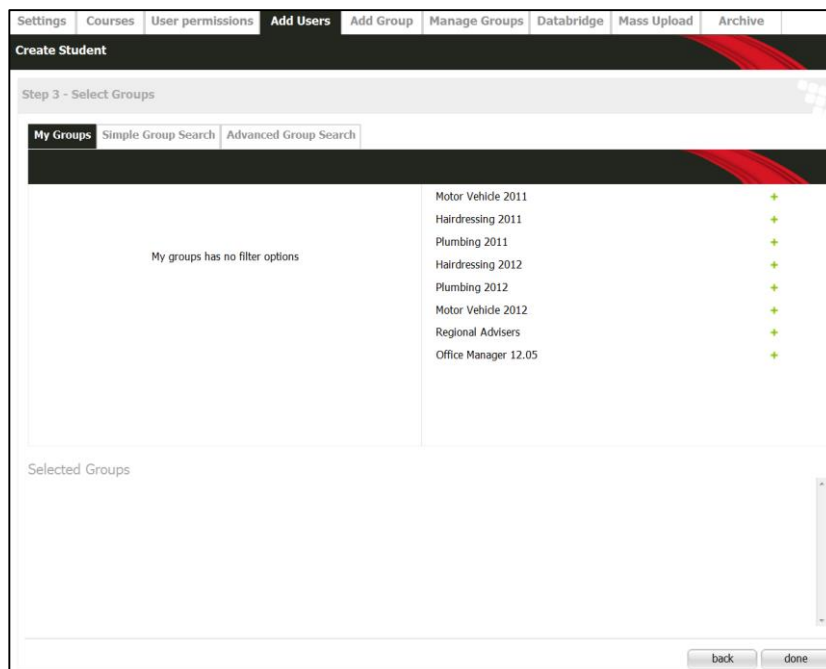 Settings Courses User permissions Add Users Add Group Manage Groups Databridge Mass Upload Archive
Create Student
Step 3 - Select Groups
My Groups Simple Group Search Advanced Group Search
My groups has no filter options
Motor Vehicle 2011
Hairdressing 2011
Plumbing 2011
Hairdressing 2012
Plumbing 2012
Motor Vehicle 2012
Regional Advisers
Office Manager 12.05
Selected Groups
back done